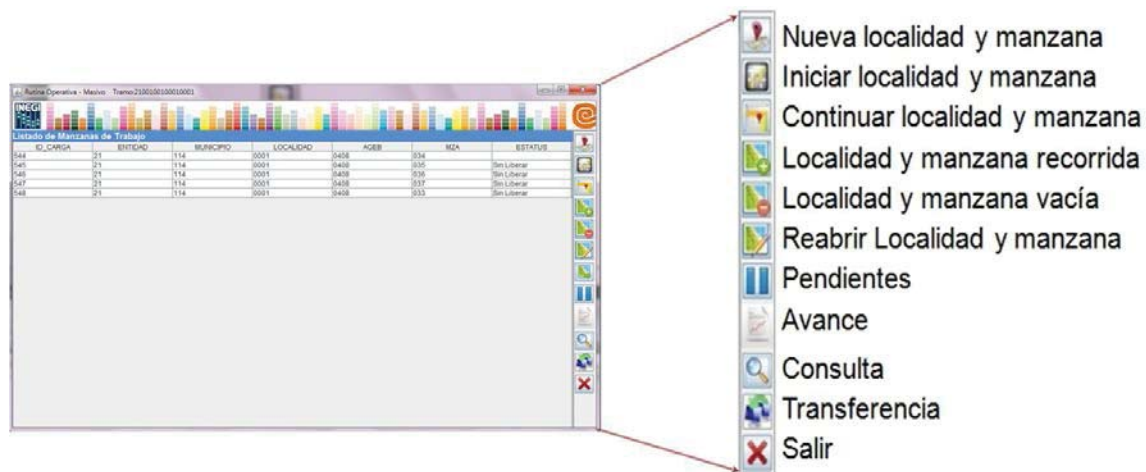 Rutina Operativa - Masivo Tramo:2100100100010001
INEGI
Listado de Manzanas de Trabajo
ID_CARGA ENTIDAD MUNICIPIO LOCALIDAD AGEB MZA ESTATUS
544 21 114 0001 0408 034
545 21 114 0001 0408 035 Sin Liberar
546 21 114 0001 0408 036 Sin Liberar
547 21 114 0001 0408 037 Sin Liberar
548 21 114 0001 0408 033 Sin Liberar
Nueva localidad y manzana
Iniciar localidad y manzana
Continuar localidad y manzana
Localidad y manzana recorrida
Localidad y manzana vacía
Reabrir Localidad y manzana
Pendientes
Avance
Consulta
Transferencia
Salir